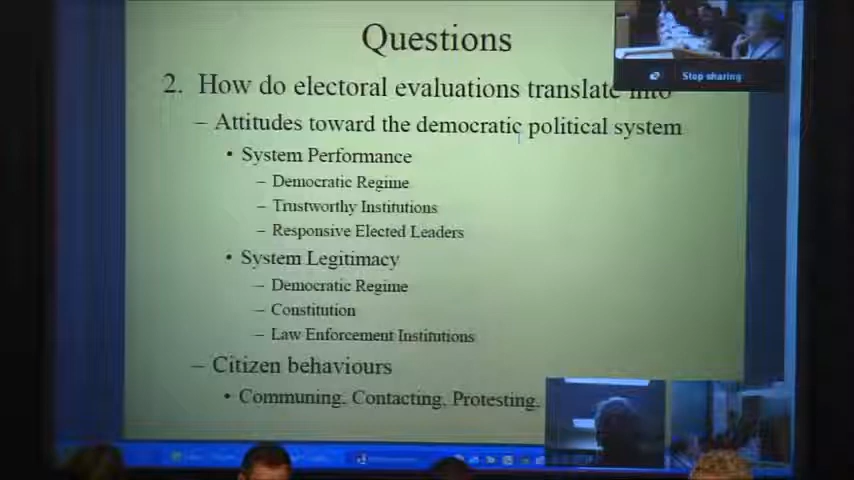 Questions
Stop sharing
2. How do electoral evaluations translate into
– Attitudes toward the democratic political system
• System Performance
– Democratic Regime
– Trustworthy Institutions
– Responsive Elected Leaders
• System Legitimacy
– Democratic Regime
– Constitution
– Law Enforcement Institutions
– Citizen behaviours
• Communing, Contacting, Protesting,